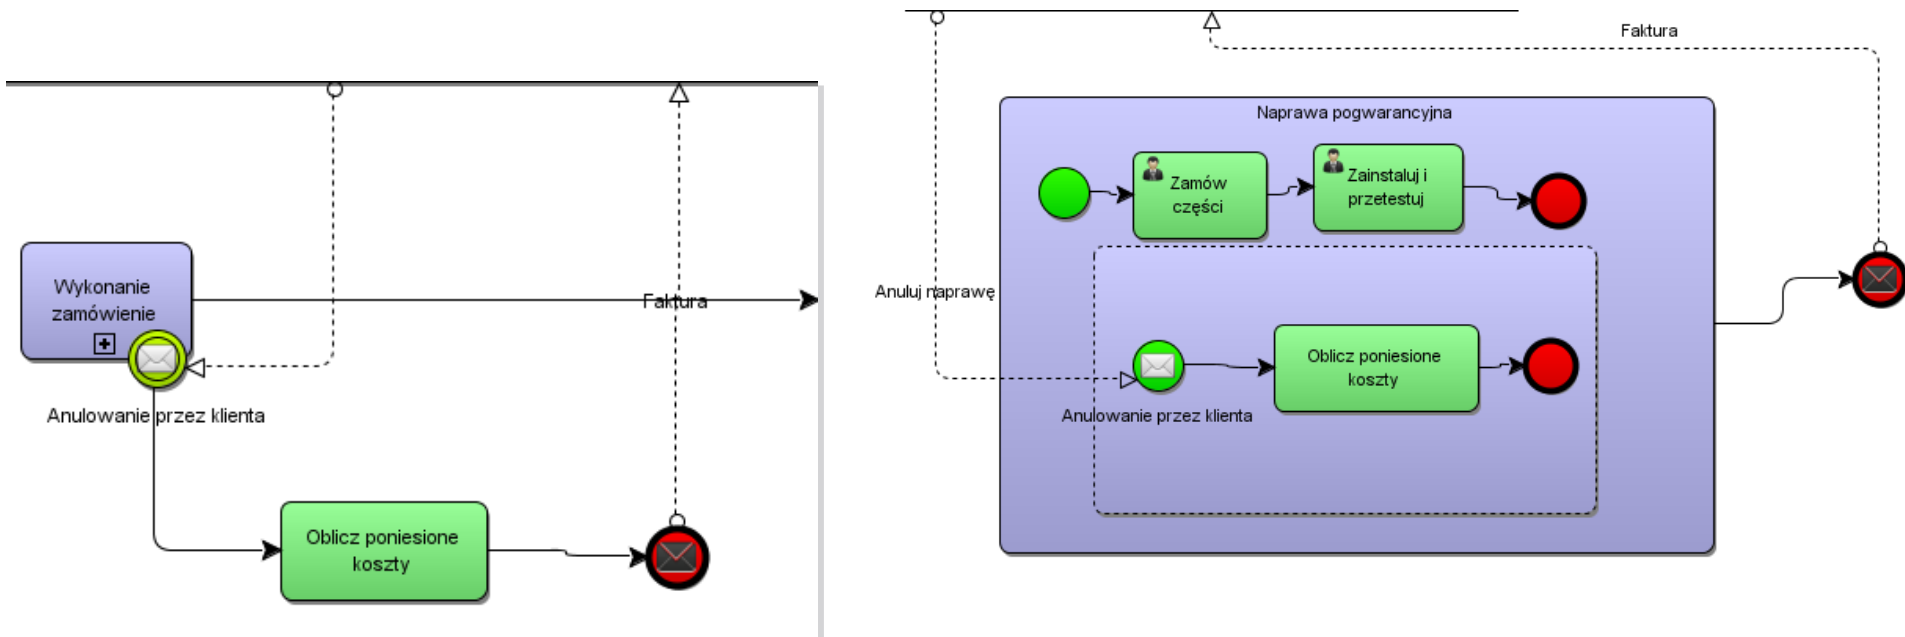 Wykonanie
zamówienie
Anulowanie przez klienta
Faktura
Oblicz poniesione
koszty
Faktura
Naprawa pogwarancyjna
Zamów
części
Zainstaluj i
przetestuj
Anuluj naprawę
Oblicz poniesione
koszty
Anulowanie przez klienta